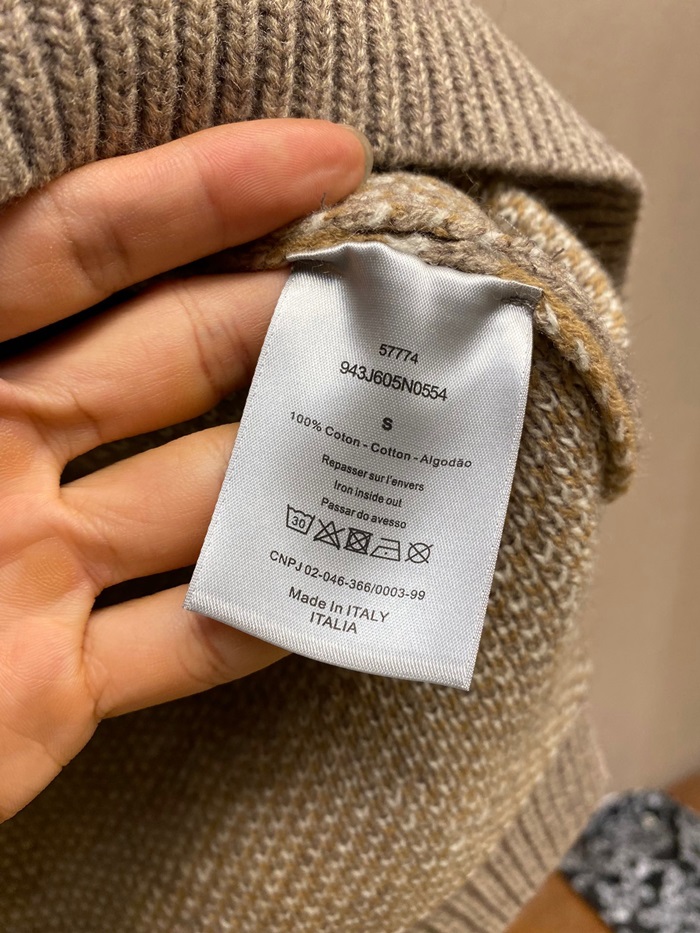 57774
943J605N0554
S
100% Coton - Cotton - Algodão
Repasser sur l'envers
Iron inside out
Passar do avesso
30
CNPJ 02-046-366/0003-99
Made In ITALY
ITALIA